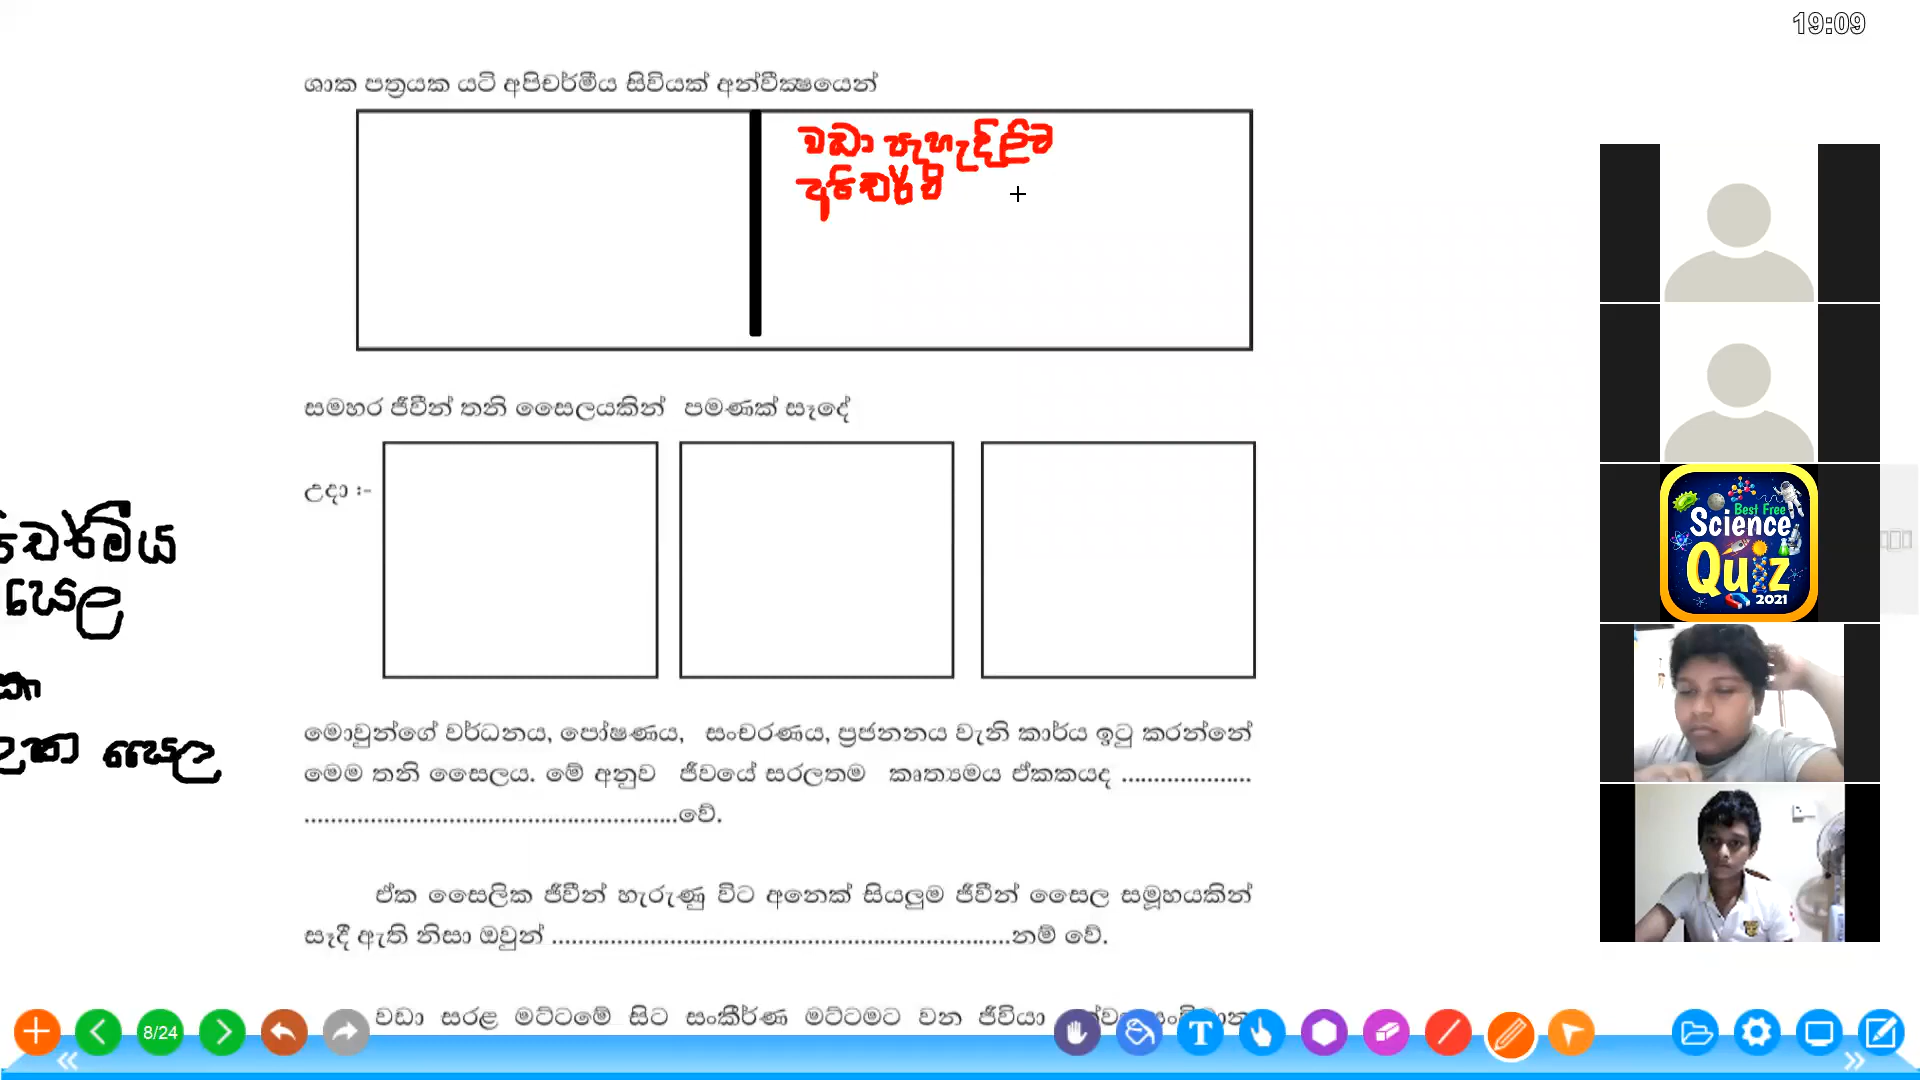 19:09
ශාක පත්‍රයක යටි අපිචර්මීය සිවියක් අන්වීක්ෂයෙන්
වඩා පැහැදිලිව
අපිචර්ම
සමහර ජීවීන් තනි සෛලයකින් පමණක් සෑදේ
උදා :-
චර්මීය
සෙල
සෙල
Best Free
Science
Quiz
2021
මොවුන්ගේ වර්ධනය, පෝෂණය, සංචරණය, ප්‍රජනනය වැනි කාර්ය ඉටු කරන්නේ
මෙම තනි සෛලය. මේ අනුව ජීවයේ සරලතම කෘත්‍යමය ඒකකයද ....................
..........................................................වේ.
ඒක සෛලික ජීවීන් හැරුණු විට අනෙක් සියලුම ජීවීන් සෛල සමූහයකින්
සෑදී ඇති නිසා ඔවුන් .......................................................................නම් වේ.
වඩා සරළ මට්ටමේ සිට සංකීර්ණ මට්ටමට වන ජීවියා
8/24
T